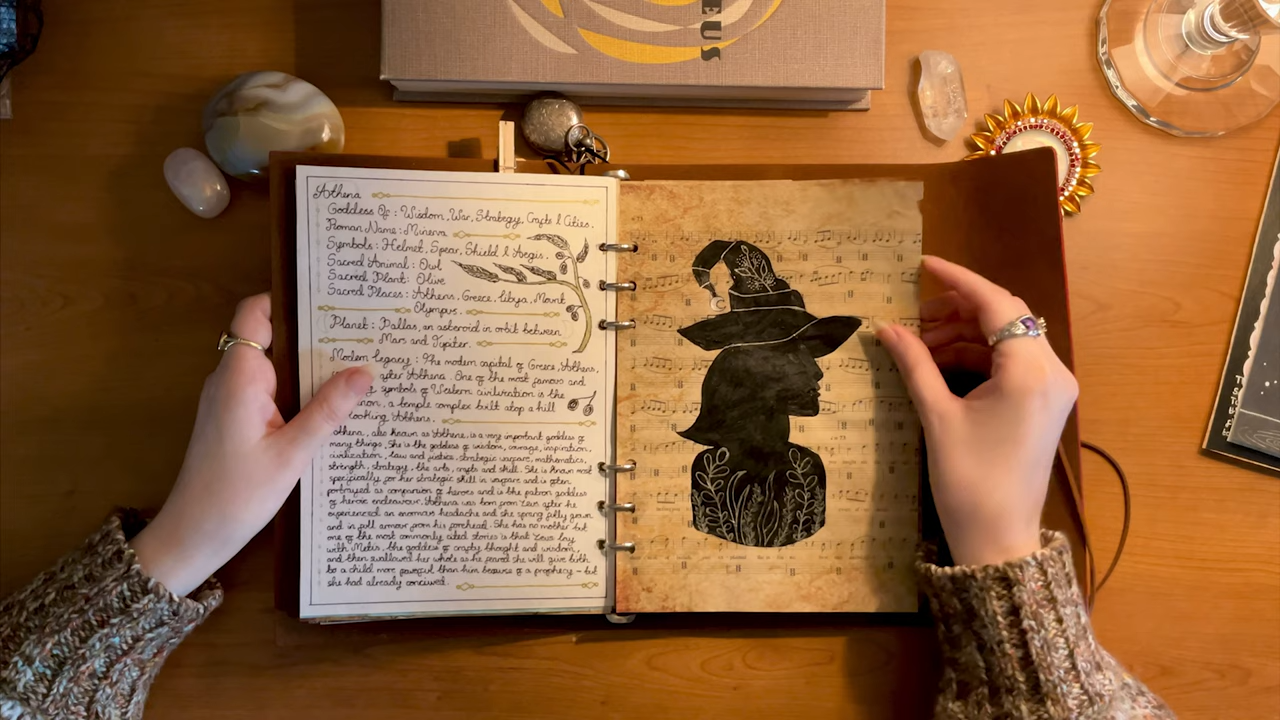 EUS
Athena
Goddess Of : Wisdom, War, Strategy, Crafts & Cities.
Roman Name : Minerva
Symbols : Helmet, Spear, Shield & Aegis.
Sacred Animal : Owl
Sacred Plant : Olive
Sacred Places : Athens, Greece, Libya, Mount
Olympus.
Planet : Pallas, an asteroid in orbit between
Mars and Jupiter.
Modern Legacy : The modern capital of Greece, Athens,
after Athena. One of the most famous and
symbols of Western civilization is the
non, a temple complex built atop a hill
looking Athens.
Athena, also known as Athene, is a very important goddess of
many things. She is the goddess of wisdom, courage, inspiration,
civilization, law and justice, strategic warfare, mathematics,
strength, strategy, the arts, crafts and skill. She is known most
specifically for her strategic skill in warfare and is often
portrayed as companion of heroes and is the patron goddess
of heroic endeavour. Athena was born from Zeus after he
experienced an enormous headache and she sprang fully grown
and in full armour from his forehead. She has no mother but
one of the most commonly cited stories is that Zeus lay
with Metis, the goddess of crafty thought and wisdom,
and then swallowed her whole as he feared she will give birth
to a child more powerful than him because of a prophecy - but
she had already conceived.